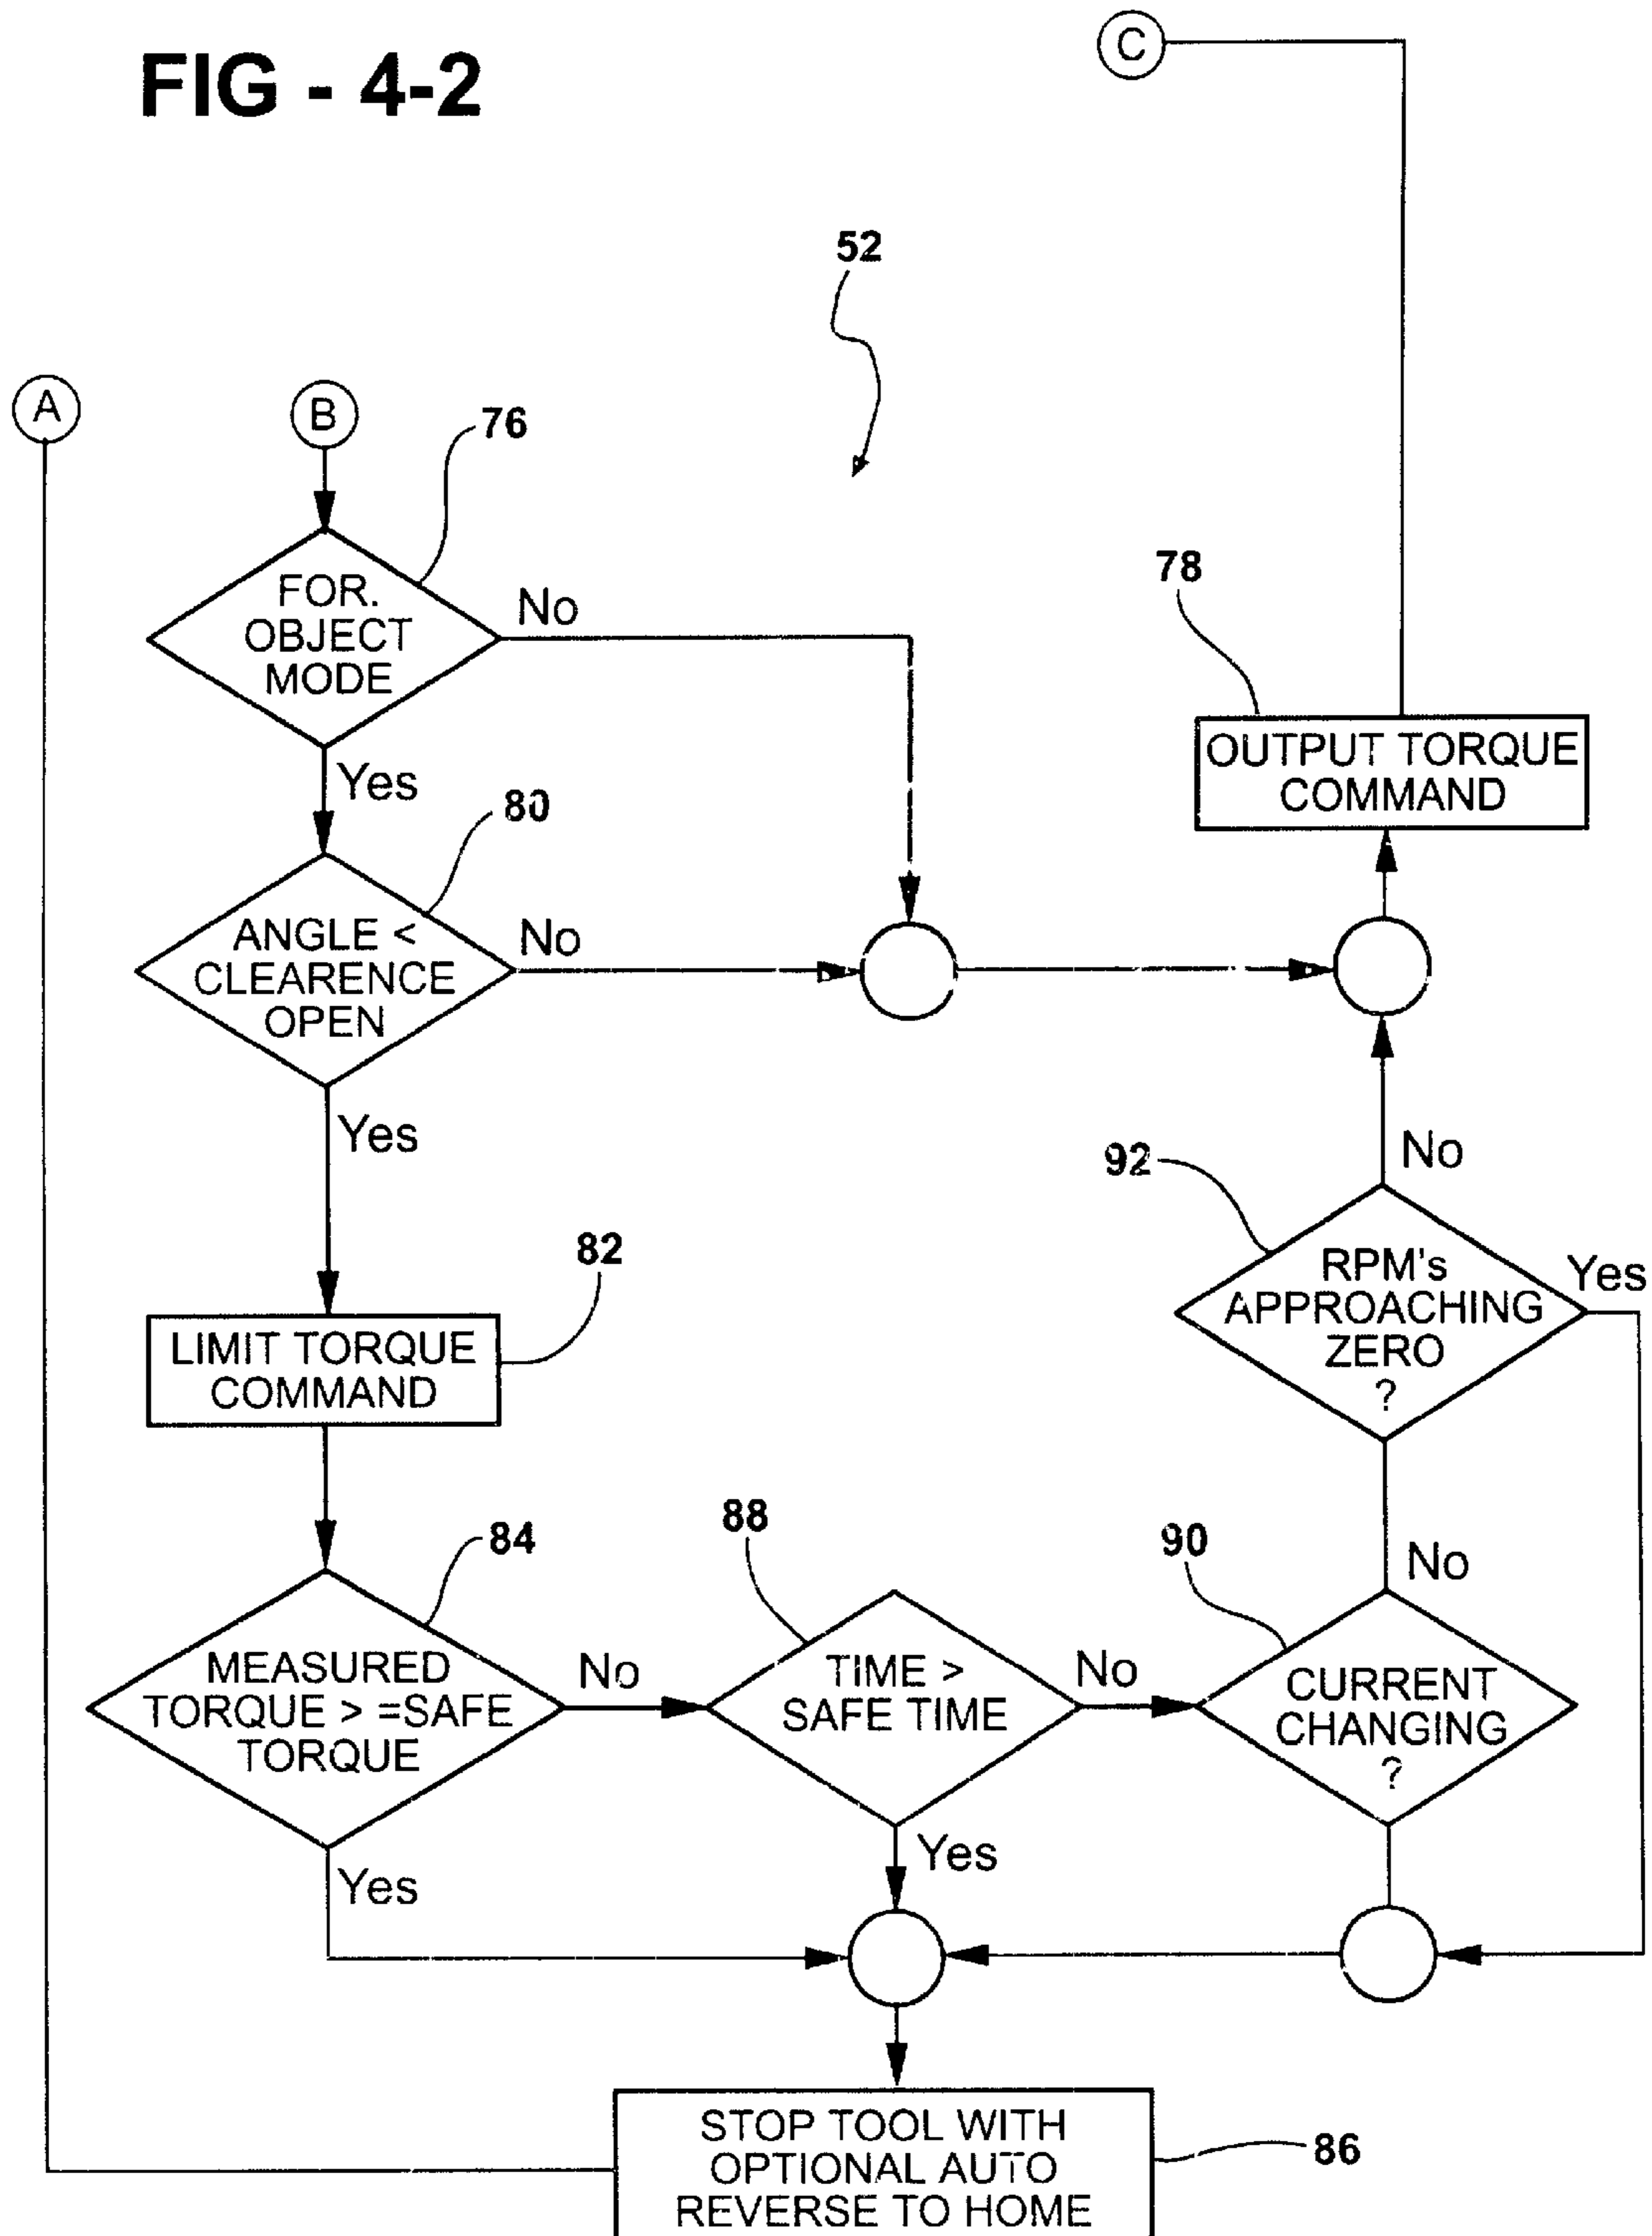 FIG - 4-2
C
52
A
B
76
FOR.
OBJECT
MODE
No
78
OUTPUT TORQUE
COMMAND
Yes
80
ANGLE <
CLEARENCE
OPEN
No
Yes
92
No
RPM's
APPROACHING
ZERO
?
Yes
82
LIMIT TORQUE
COMMAND
84
88
90
No
MEASURED
TORQUE > =SAFE
TORQUE
No
TIME >
SAFE TIME
No
CURRENT
CHANGING
?
Yes
Yes
STOP TOOL WITH
OPTIONAL AUTO
REVERSE TO HOME
86